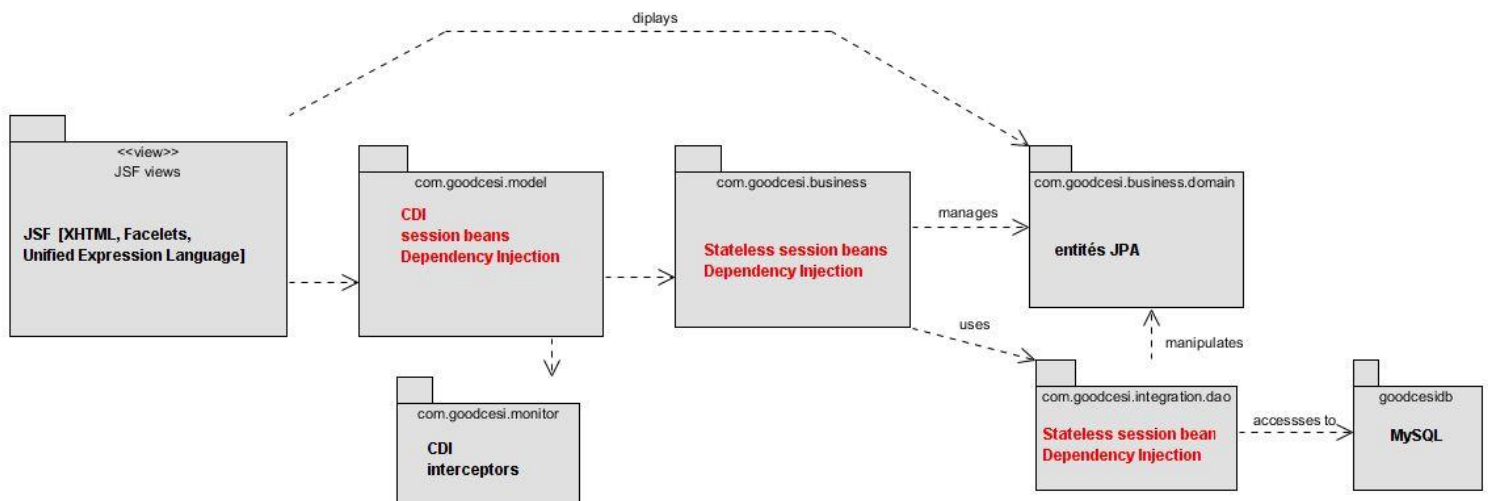 diplays
<<view>>
JSF views
JSF [XHTML, Facelets,
Unified Expression Language]
com.goodcesi.model
CDI
session beans
Dependency Injection
com.goodcesi.business
Stateless session beans
Dependency Injection
manages
com.goodcesi.business.domain
entités JPA
uses
manipulates
com.goodcesi.monitor
CDI
interceptors
com.goodcesi.integration.dao
Stateless session bean
Dependency Injection
accessses to
goodcesidb
MySQL